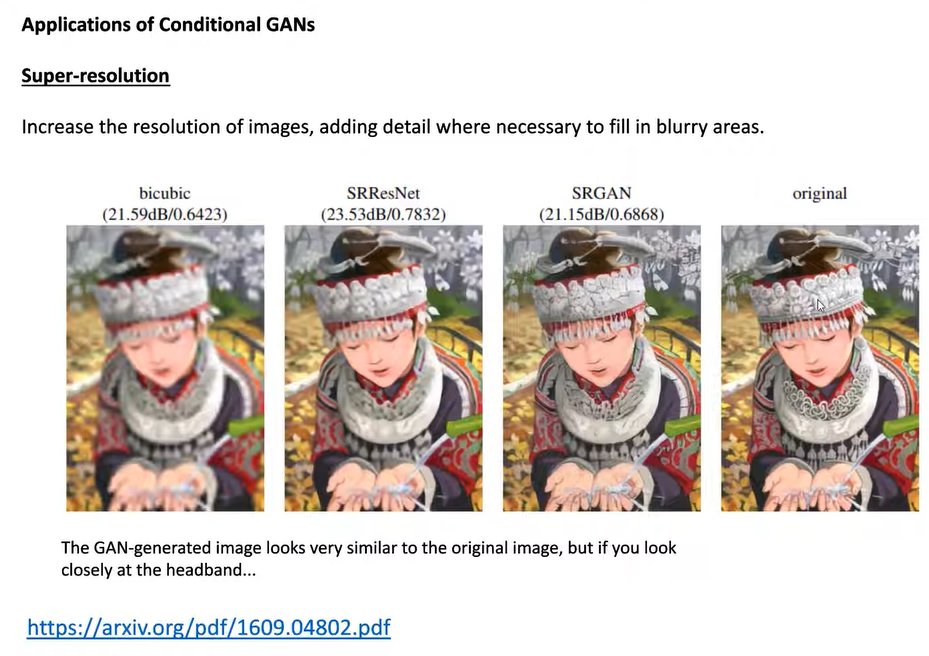 Applications of Conditional GANs
Super-resolution
Increase the resolution of images, adding detail where necessary to fill in blurry areas.
bicubic
(21.59dB/0.6423)
SRResNet
(23.53dB/0.7832)
SRGAN
(21.15dB/0.6868)
original
The GAN-generated image looks very similar to the original image, but if you look
closely at the headband...
https://arxiv.org/pdf/1609.04802.pdf